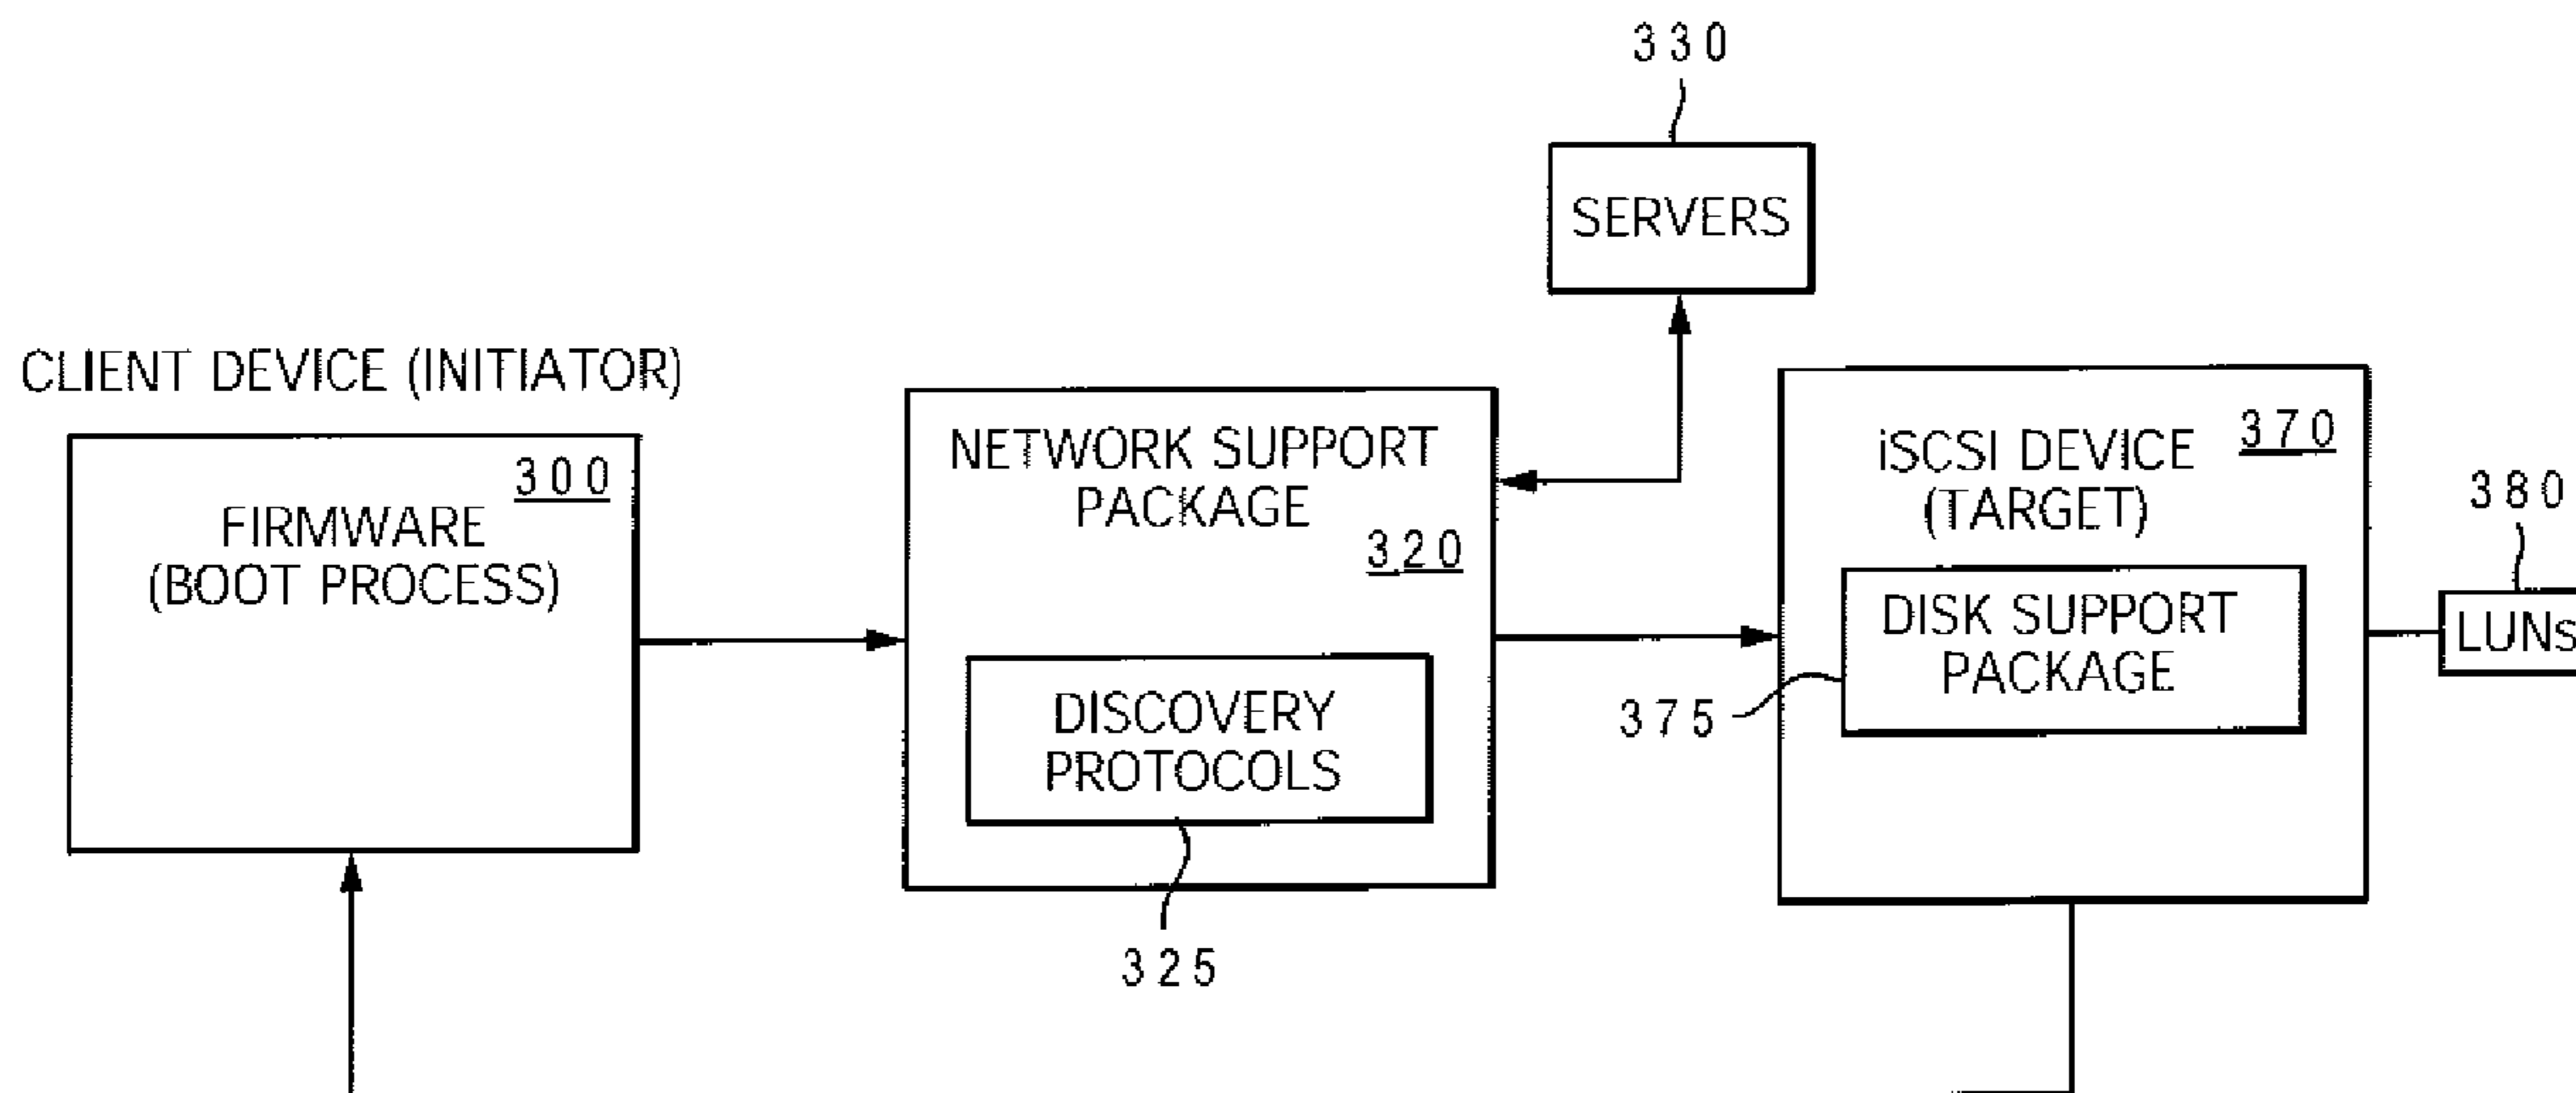 330
SERVERS
CLIENT DEVICE (INITIATOR)
300
FIRMWARE
(BOOT PROCESS)
NETWORK SUPPORT
PACKAGE
320
DISCOVERY
PROTOCOLS
325
iSCSI DEVICE
(TARGET)
370
DISK SUPPORT
PACKAGE
375
380
LUNs